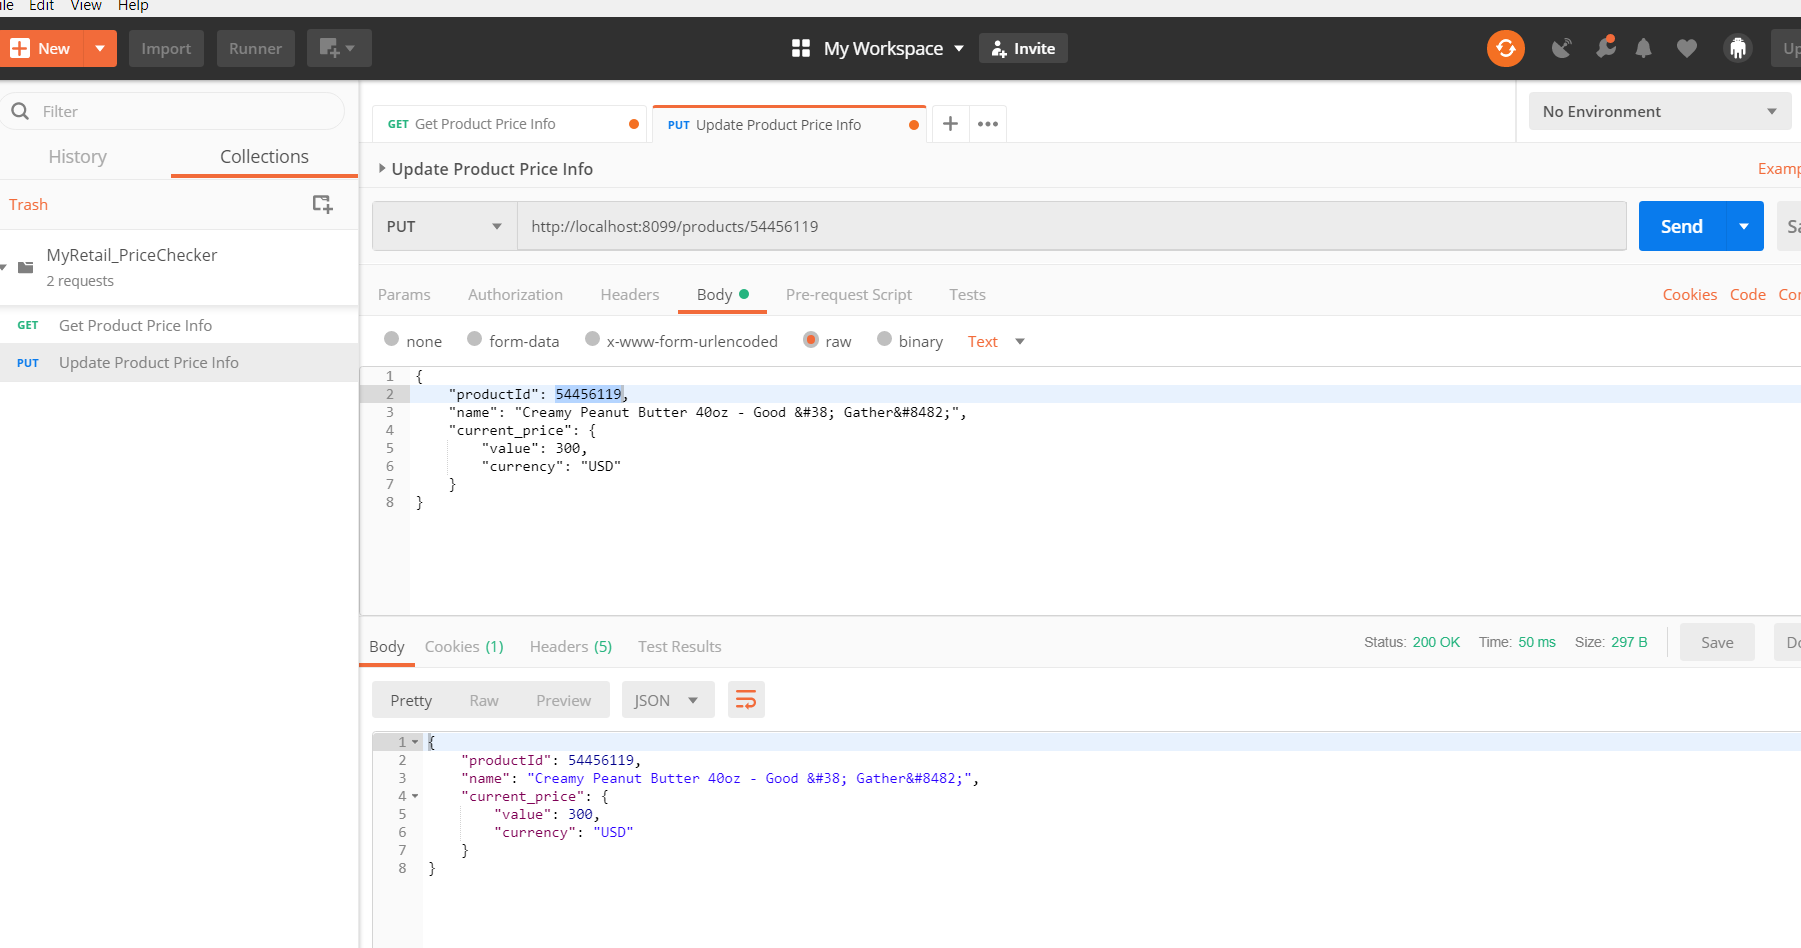 ile Edit View Help
New Import Runner My Workspace Invite Up
Filter
History Collections
Trash
MyRetail_PriceChecker
2 requests
GET Get Product Price Info
PUT Update Product Price Info
GET Get Product Price Info PUT Update Product Price Info
No Environment
Update Product Price Info Examp
PUT http://localhost:8099/products/54456119 Send Sa
Params Authorization Headers Body Pre-request Script Tests Cookies Code Cor
none form-data x-www-form-urlencoded raw binary Text
1 {
2 "productId": 54456119,
3 "name": "Creamy Peanut Butter 40oz - Good &#38; Gather&#8482;",
4 "current_price": {
5 "value": 300,
6 "currency": "USD"
7 }
8 }
Body Cookies (1) Headers (5) Test Results Status: 200 OK Time: 50 ms Size: 297 B Save Do
Pretty Raw Preview JSON
1 {
2 "productId": 54456119,
3 "name": "Creamy Peanut Butter 40oz - Good &#38; Gather&#8482;",
4 "current_price": {
5 "value": 300,
6 "currency": "USD"
7 }
8 }